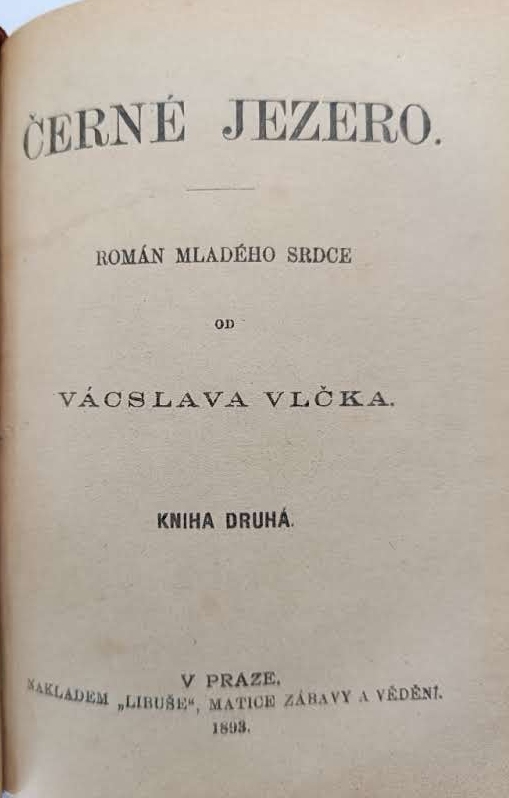 ČERNÉ JEZERO.
ROMÁN MLADÉHO SRDCE
OD
VÁCSLAVA VLČKA.
KNIHA DRUHÁ.
V PRAZE.
NAKLADEM „LIBUŠE“, MATICE ZÁBAVY A VĚDĚNÍ.
1893.